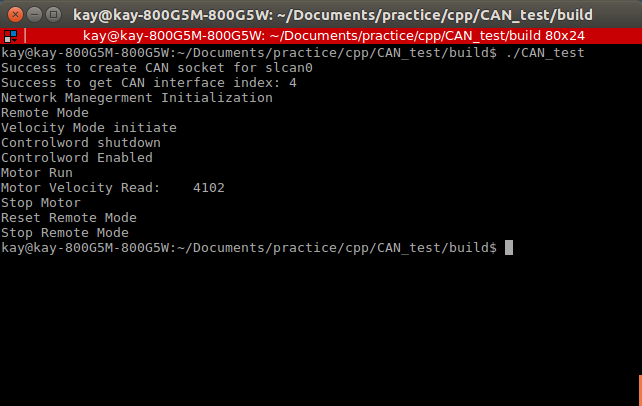 kay@kay-800G5M-800G5W: ~/Documents/practice/cpp/CAN_test/build
kay@kay-800G5M-800G5W: ~/Documents/practice/cpp/CAN_test/build 80x24
kay@kay-800G5M-800G5W:~/Documents/practice/cpp/CAN_test/build$ ./CAN_test
Success to create CAN socket for slcan0
Success to get CAN interface index: 4
Network Manegerment Initialization
Remote Mode
Velocity Mode initiate
Controlword shutdown
Controlword Enabled
Motor Run
Motor Velocity Read:    4102
Stop Motor
Reset Remote Mode
Stop Remote Mode
kay@kay-800G5M-800G5W:~/Documents/practice/cpp/CAN_test/build$